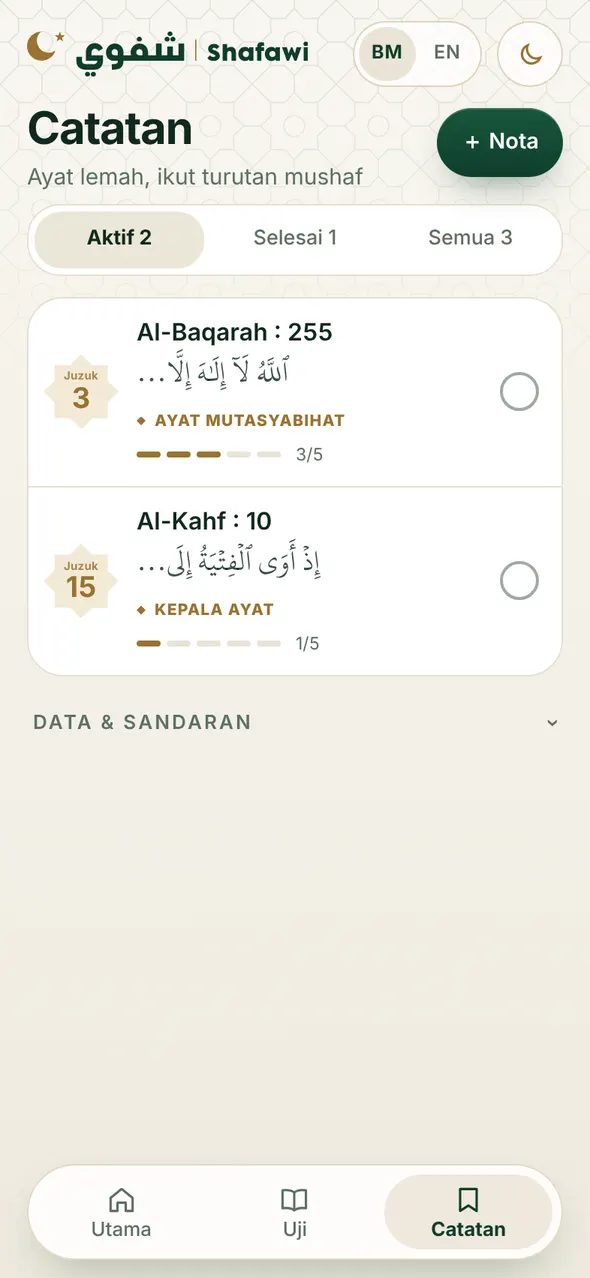 شفوي | Shafawi
BM EN
Catatan
+ Nota
Ayat lemah, ikut turutan mushaf
Aktif 2
Selesai 1
Semua 3
Juzuk
3
Al-Baqarah : 255
ٱللَّهُ لَآ إِلَـٰهَ إِلَّا...
◆ AYAT MUTASYABIHAT
3/5
Juzuk
15
Al-Kahf : 10
إِذْ أَوَى ٱلْفِتْيَةُ إِلَى...
◆ KEPALA AYAT
1/5
DATA & SANDARAN
Utama
Uji
Catatan